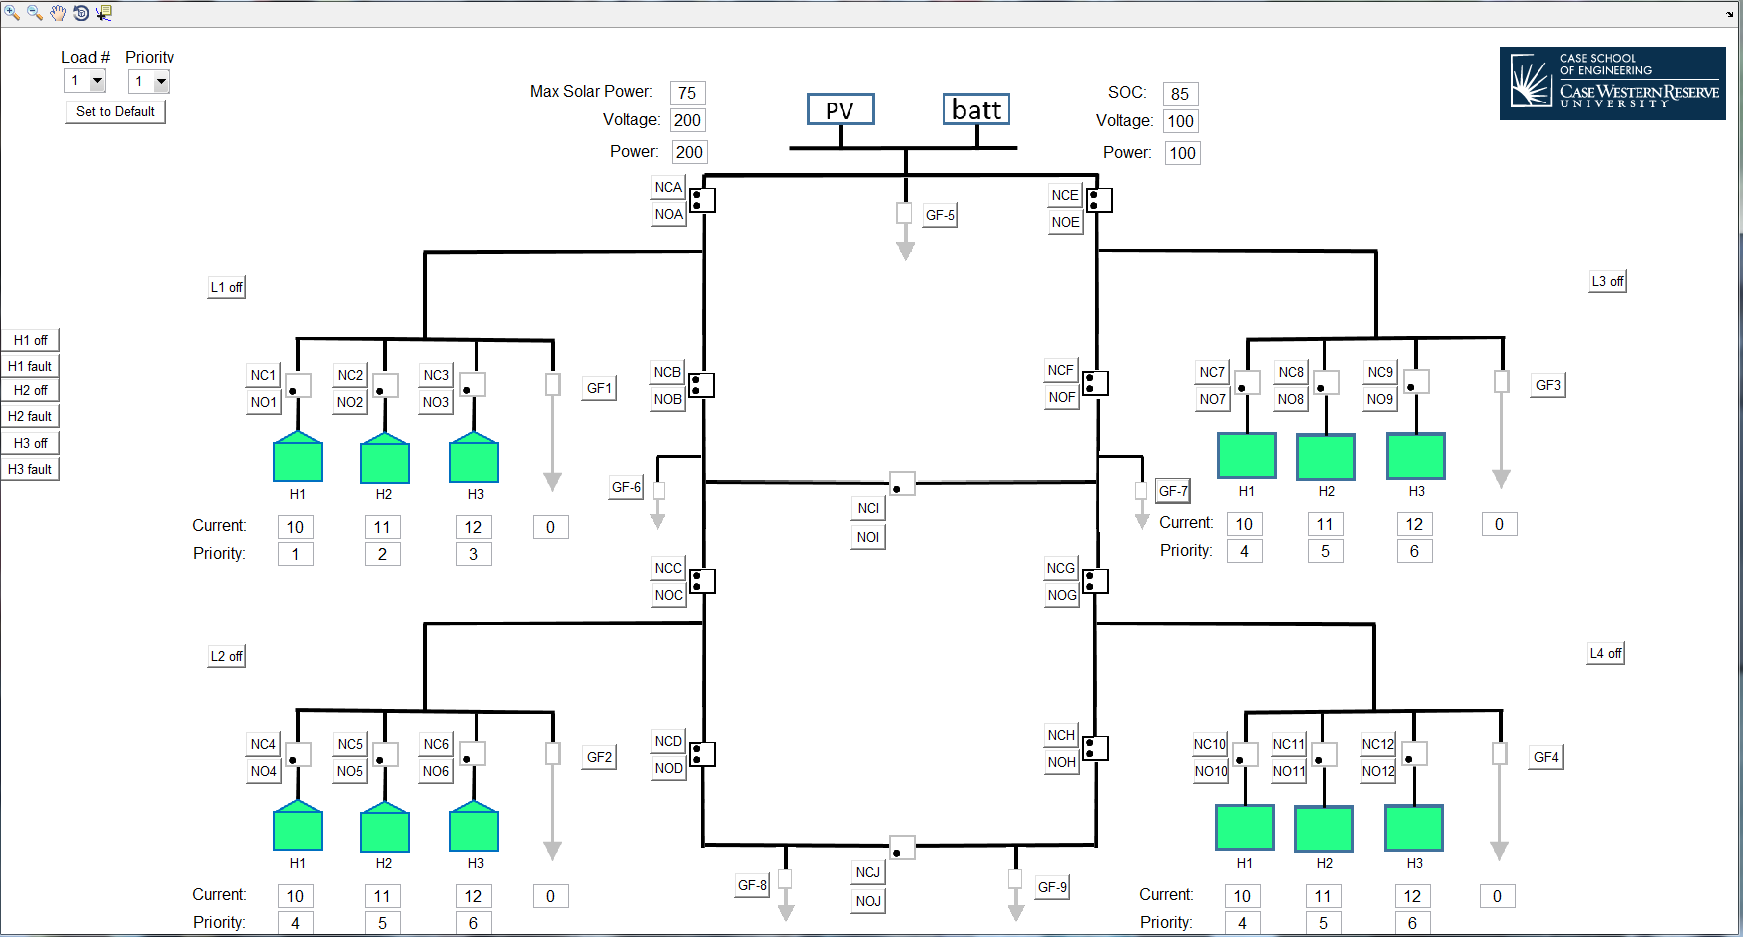 Load # Priority
1 1
Set to Default
Max Solar Power: 75
Voltage: 200
Power: 200
PV
batt
SOC: 85
Voltage: 100
Power: 100
CASE SCHOOL
OF ENGINEERING
CASE WESTERN RESERVE
UNIVERSITY
NCA
NOA
NCE
NOE
GF-5
L1 off
L3 off
H1 off
H1 fault
H2 off
H2 fault
H3 off
H3 fault
NC1 NC2 NC3
NO1 NO2 NO3
GF1
NCB
NOB
NCF
NOF
NC7 NC8 NC9
NO7 NO8 NO9
GF3
H1 H2 H3
GF-6
NCI
NOI
GF-7
H1 H2 H3
Current: 10 11 12 0
Priority: 1 2 3
Current: 10 11 12 0
Priority: 4 5 6
NCC
NOC
NCG
NOG
L2 off
L4 off
NC4 NC5 NC6
NO4 NO5 NO6
GF2
NCD
NOD
NCH
NOH
NC10 NC11 NC12
NO10 NO11 NO12
GF4
H1 H2 H3
GF-8
NCJ
NOJ
GF-9
H1 H2 H3
Current: 10 11 12 0
Priority: 4 5 6
Current: 10 11 12 0
Priority: 4 5 6